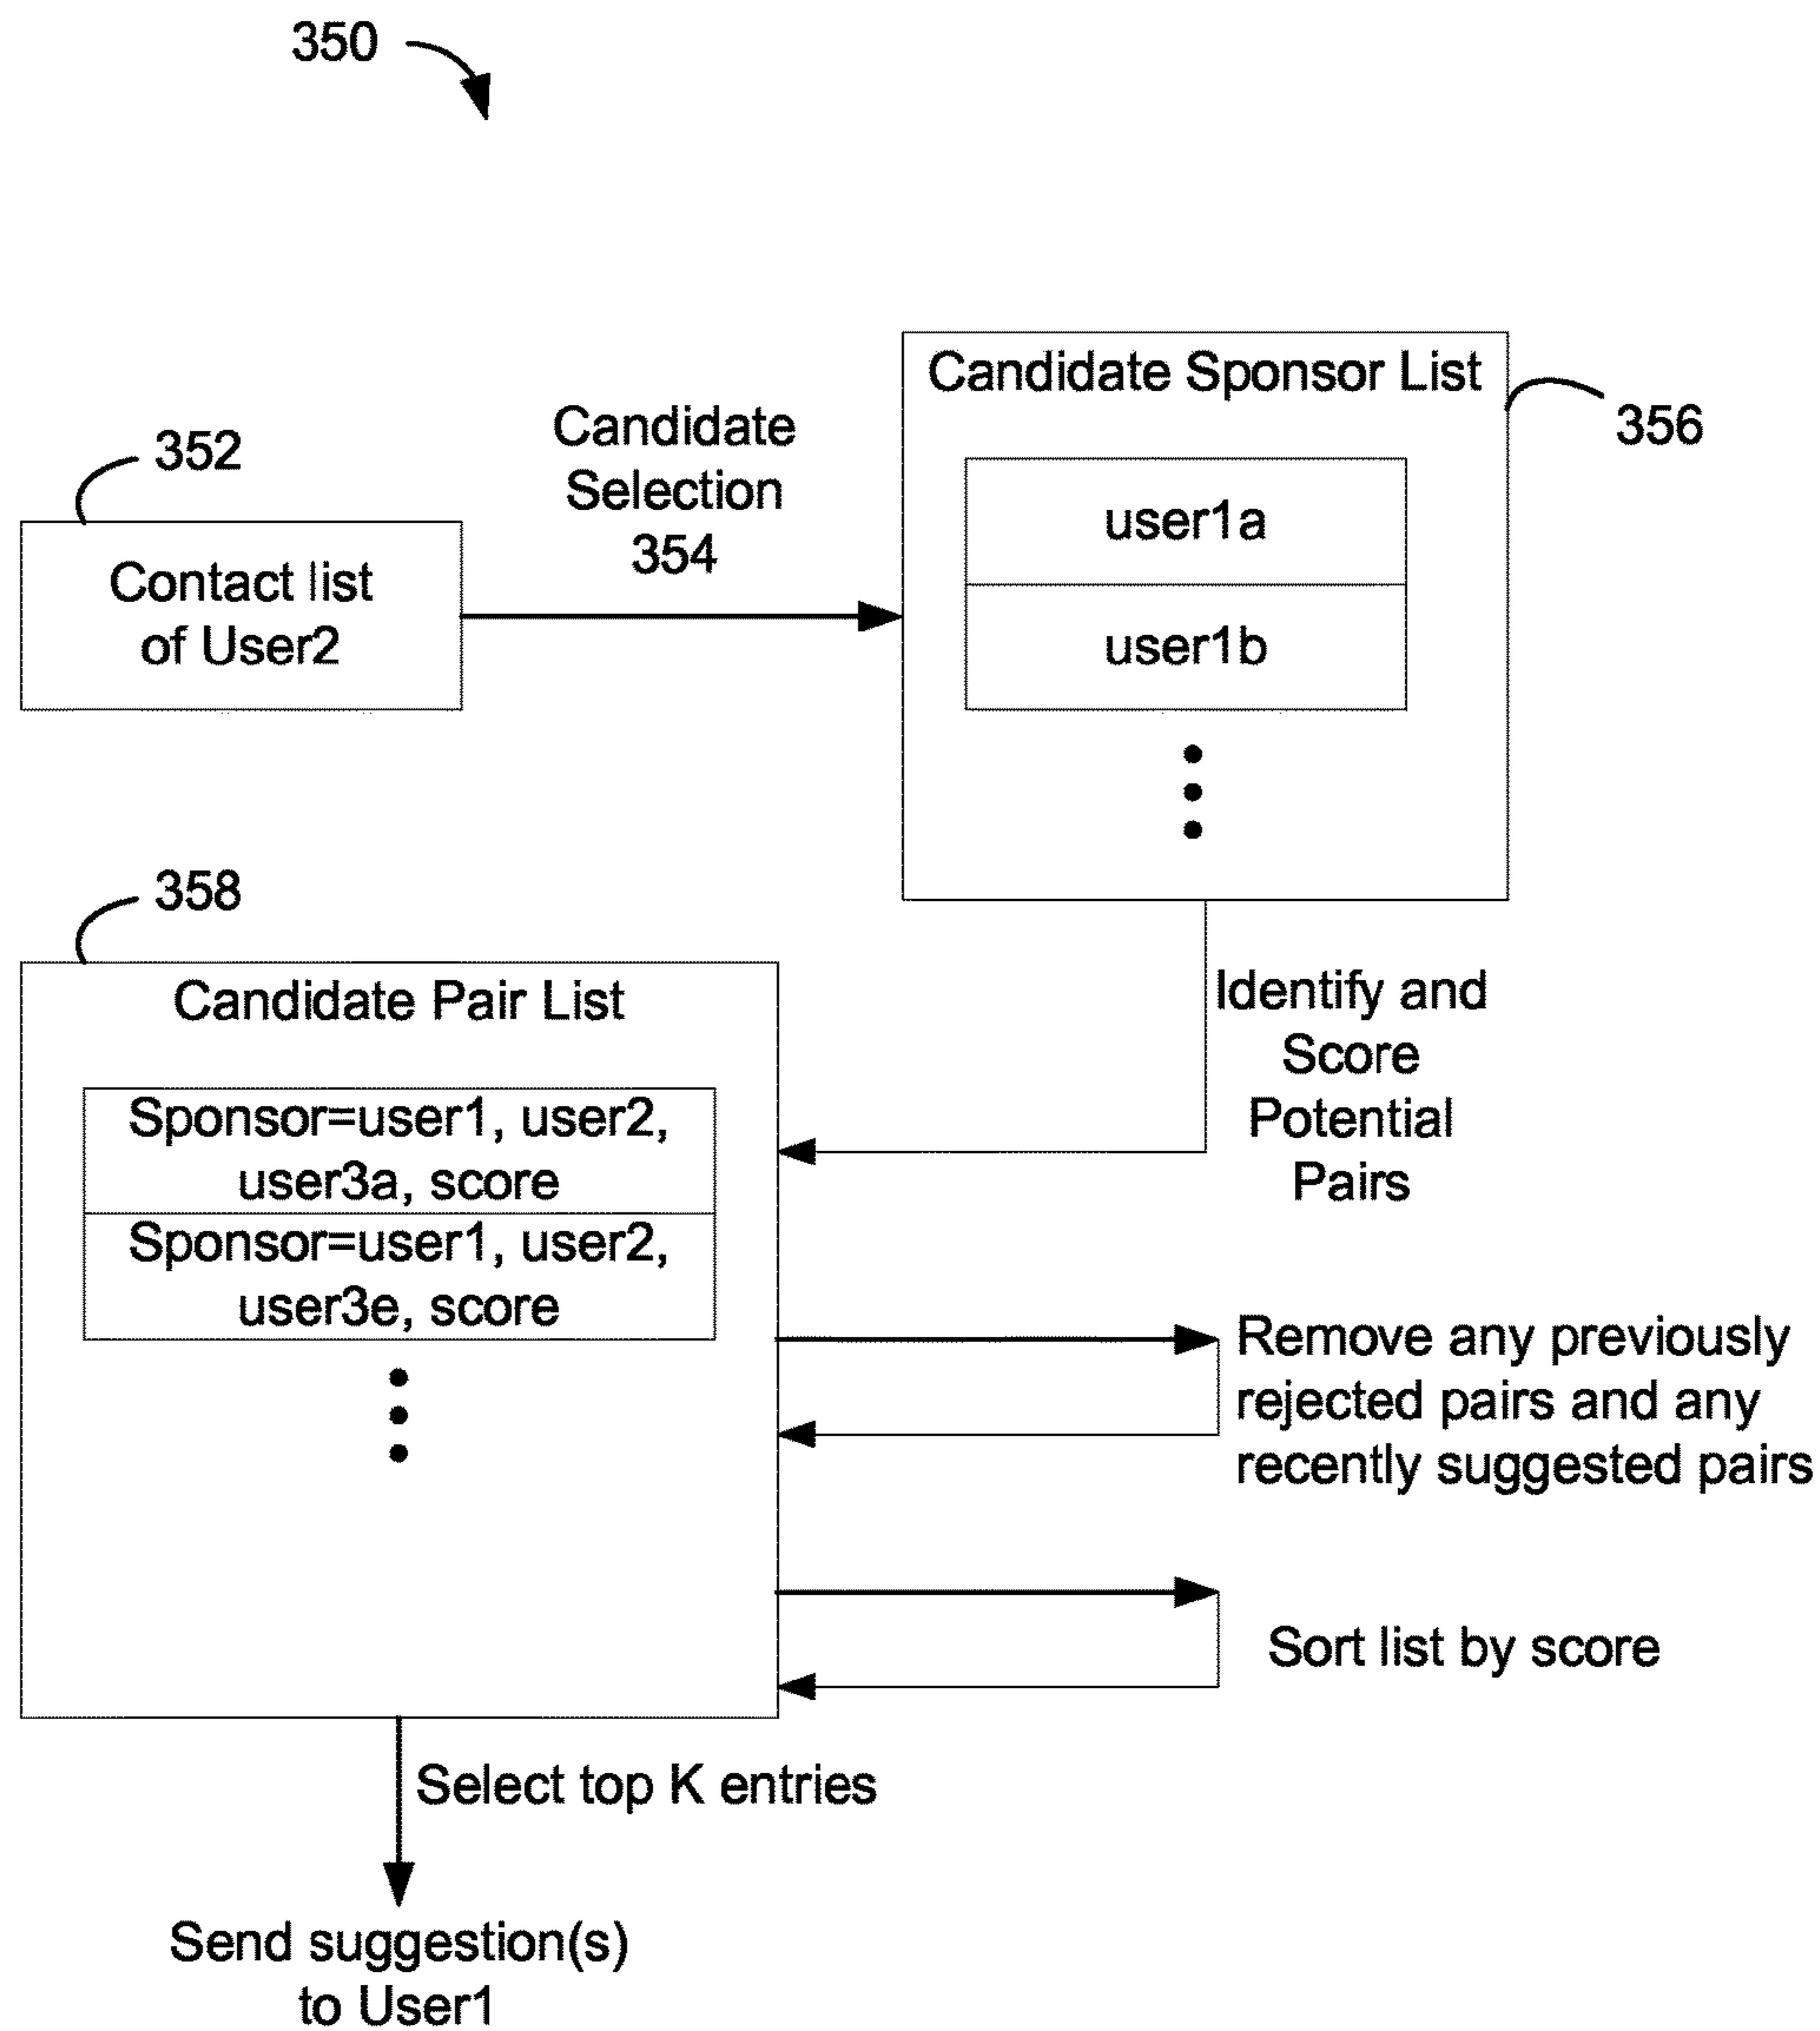 350
Candidate Sponsor List
356
352
Candidate
Selection
354
user1a
Contact list
of User2
user1b
358
Candidate Pair List
Identify and
Score
Potential
Pairs
Sponsor=user1, user2,
user3a, score
Sponsor=user1, user2,
user3e, score
Remove any previously
rejected pairs and any
recently suggested pairs
Sort list by score
Select top K entries
Send suggestion(s)
to User1